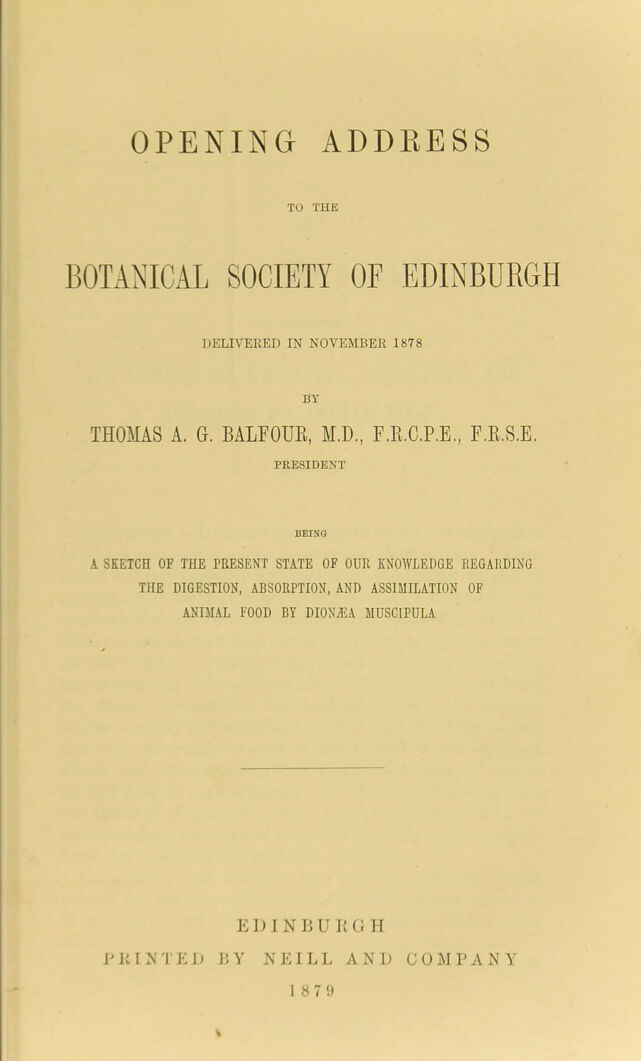 OPENING ADDRESS
TO THE
BOTANICAL SOCIETY OF EDINBURGH
DELIVERED IN NOVEMBER 1878
BY
THOMAS A. G. BALFOUR, M.D., F.R.C.P.E., F.R.S.E.
PRESIDENT
BEING
A SKETCH OF THE PRESENT STATE OF OUR KNOWLEDGE REGARDING
THE DIGESTION, ABSORPTION, AND ASSIMILATION OF
ANIMAL FOOD BY DIONÆA MUSCIPULA
EDINBURGH
PRINTED BY NEILL AND COMPANY
1879